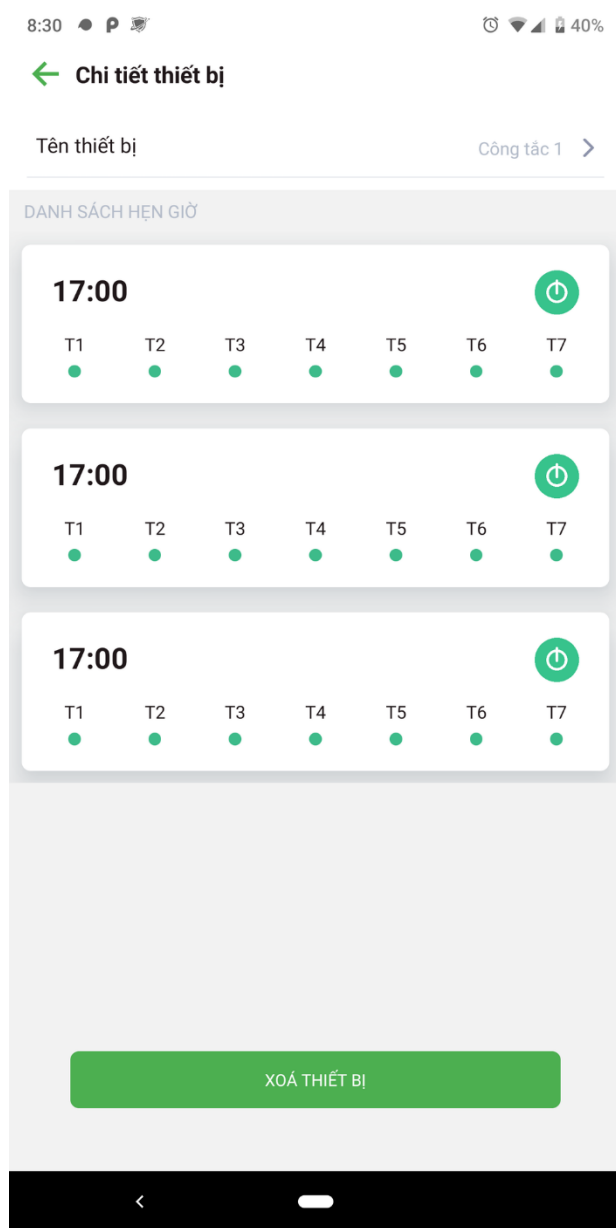 8:30 40%
Chi tiết thiết bị
Tên thiết bị Công tắc 1
DANH SÁCH HẸN GIỜ
17:00
T1 T2 T3 T4 T5 T6 T7
17:00
T1 T2 T3 T4 T5 T6 T7
17:00
T1 T2 T3 T4 T5 T6 T7
XOÁ THIẾT BỊ